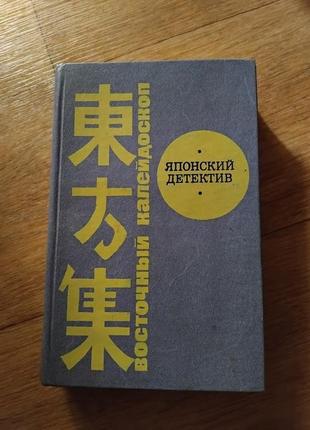 東方集
восточный калейдоскоп
ЯПОНСКИЙ
ДЕТЕКТИВ